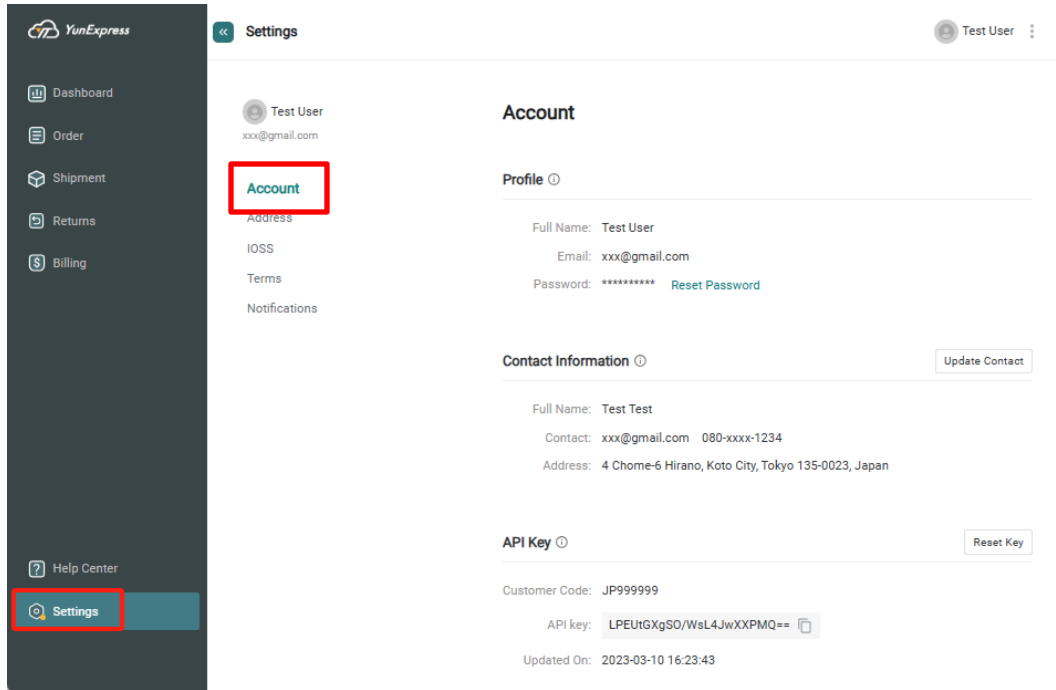 YunExpress
Dashboard
Order
Shipment
Returns
Billing
Help Center
Settings
« Settings
Test User
Test User
xxx@gmail.com
Account
Address
IOSS
Terms
Notifications
Account
Profile
Full Name: Test User
Email: xxx@gmail.com
Password: ********** Reset Password
Contact Information
Update Contact
Full Name: Test Test
Contact: xxx@gmail.com 080-xxxx-1234
Address: 4 Chome-6 Hirano, Koto City, Tokyo 135-0023, Japan
API Key
Reset Key
Customer Code: JP999999
API key: LPEUtGXgSO/WsL4JwXXPMQ==
Updated On: 2023-03-10 16:23:43